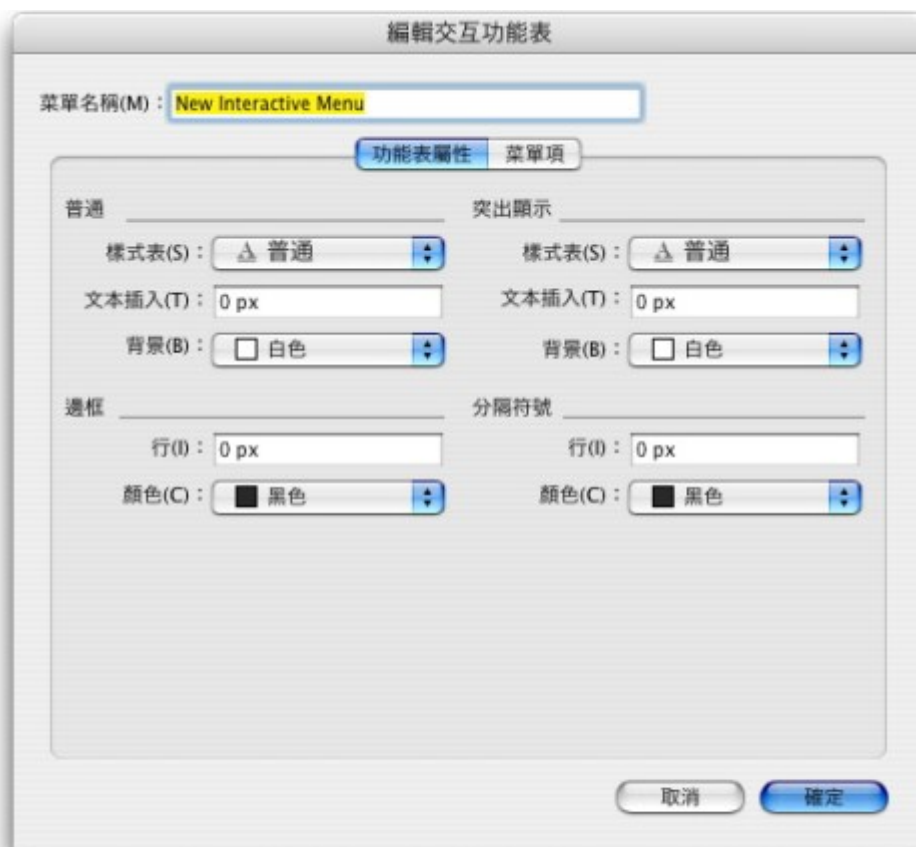 編輯交互功能表
菜單名稱(M)：New Interactive Menu
功能表屬性 菜單項
普通
樣式表(S)：普通
文本插入(T)：0 px
背景(B)：白色
突出顯示
樣式表(S)：普通
文本插入(T)：0 px
背景(B)：白色
邊框
行(I)：0 px
顏色(C)：黑色
分隔符號
行(I)：0 px
顏色(C)：黑色
取消 確定